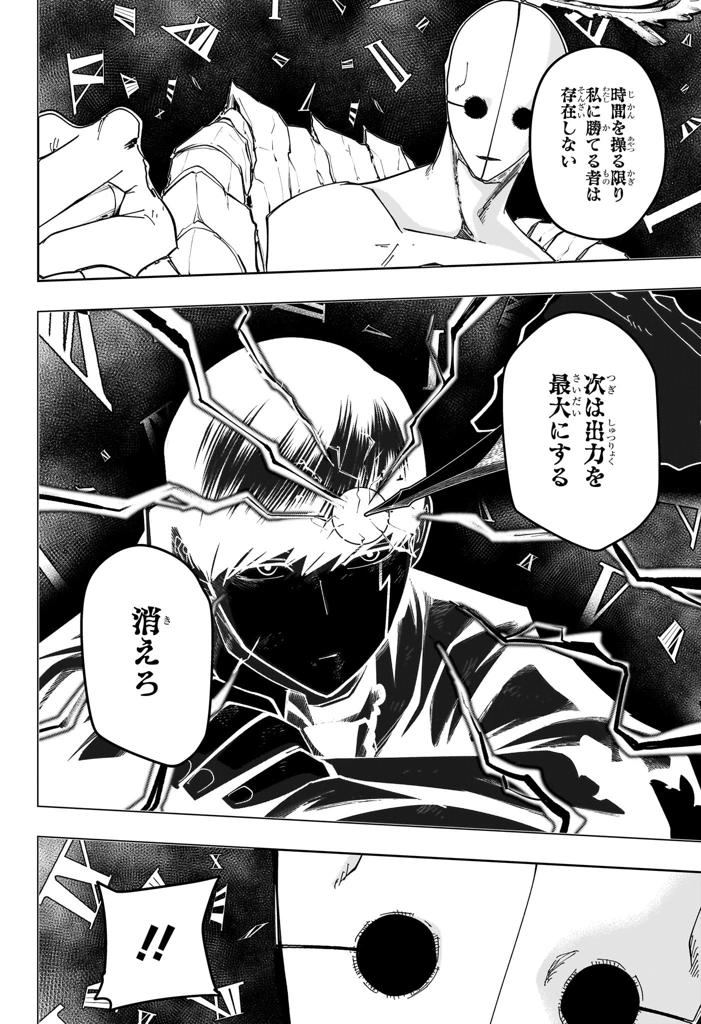 時間を操る限り
私に勝てる者は
存在しない
次は出力を
最大にする
消えろ
!!